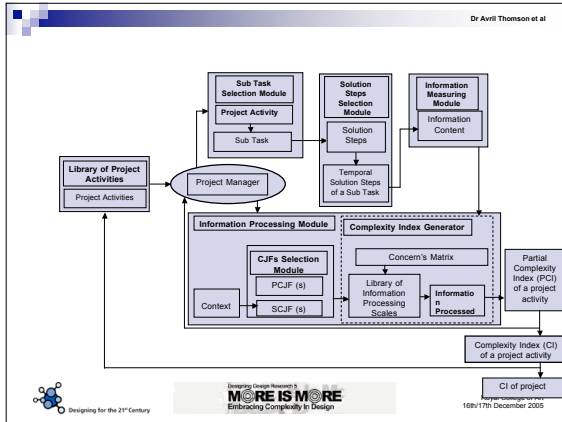 Dr Avril Thomson et al
Sub Task
Selection Module
Project Activity
Sub Task
Solution
Steps
Selection
Module
Solution
Steps
Temporal
Solution Steps
of a Sub Task
Information
Measuring
Module
Information
Content
Library of Project
Activities
Project Activities
Project Manager
Information Processing Module
Complexity Index Generator
CJFs Selection
Module
PCJF (s)
SCJF (s)
Context
Concern's Matrix
Library of
Information
Processing
Scales
Informatio
n
Processed
Partial
Complexity
Index (PCI)
of a project
activity
Complexity Index (CI)
of a project activity
CI of project
Designing for the 21st Century
Designing Design Research 5
MORE IS MORE
Embracing Complexity In Design
Royal College of Art
16th/17th December 2005